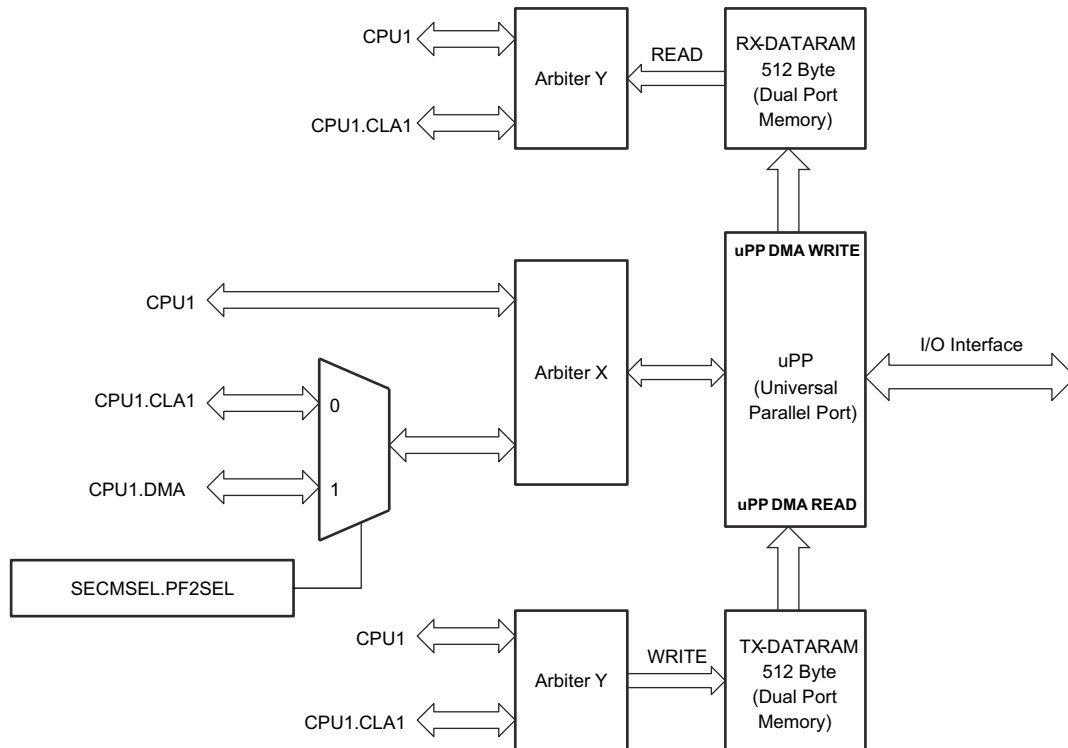 CPU1
CPU1.CLA1
Arbiter Y
READ
RX-DATARAM
512 Byte
(Dual Port
Memory)
CPU1
CPU1.CLA1
CPU1.DMA
0
1
SECMSEL.PF2SEL
Arbiter X
uPP DMA WRITE
uPP
(Universal
Parallel Port)
uPP DMA READ
I/O Interface
CPU1
CPU1.CLA1
Arbiter Y
WRITE
TX-DATARAM
512 Byte
(Dual Port
Memory)